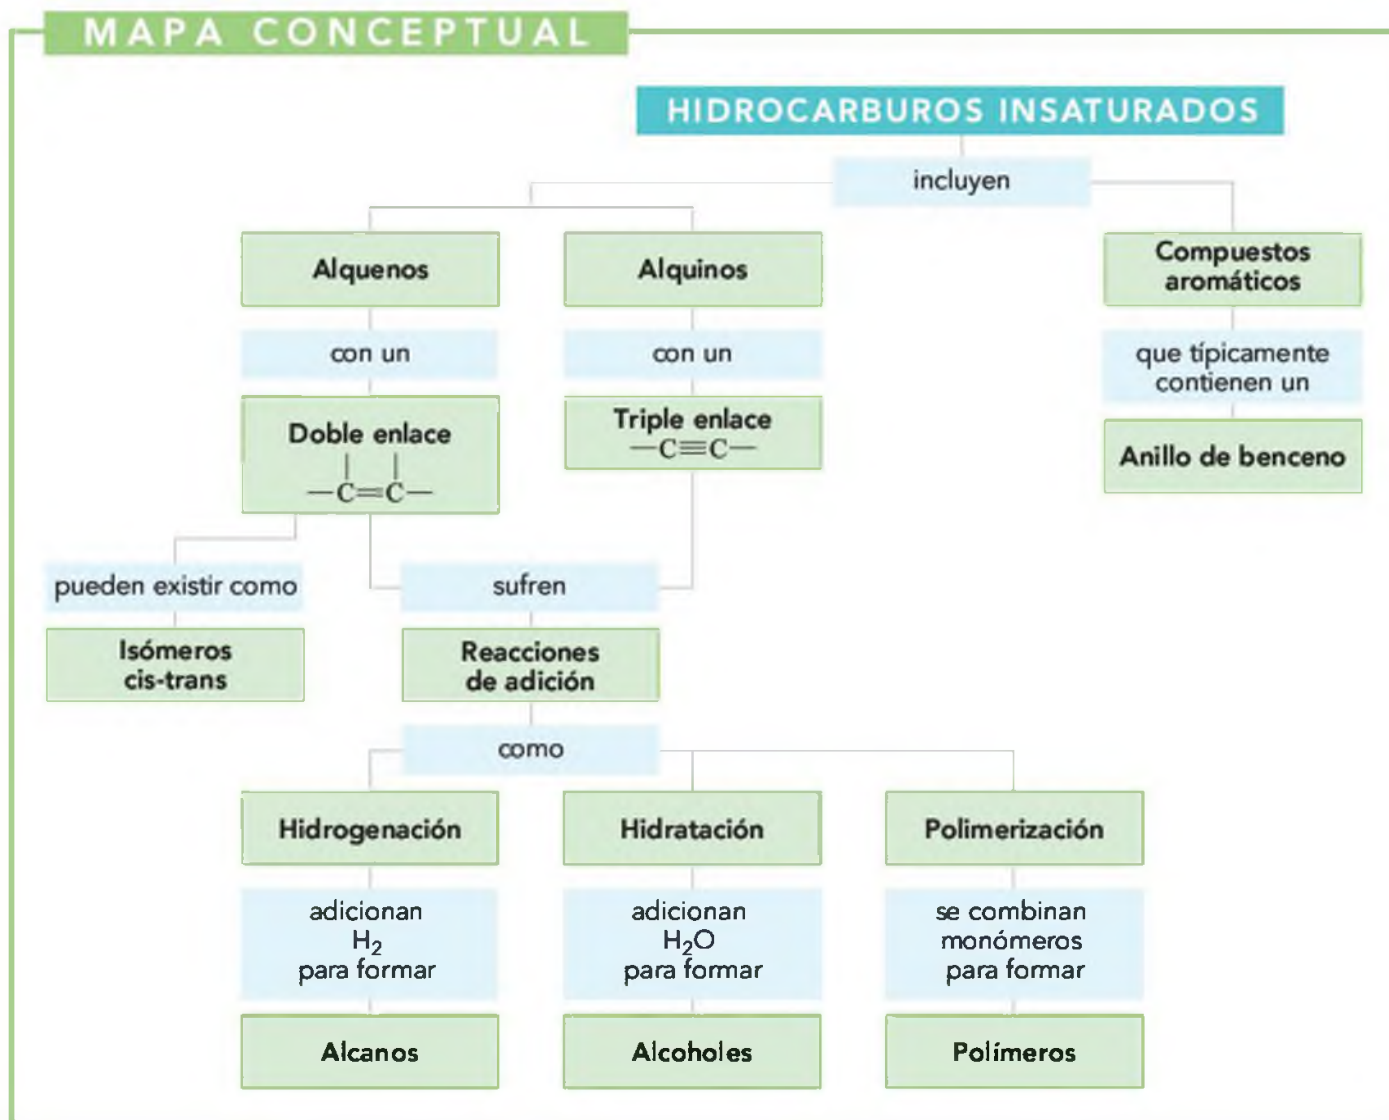 MAPA CONCEPTUAL
HIDROCARBUROS INSATURADOS
incluyen
Alquenos
Alquinos
Compuestos
aromáticos
con un
con un
que típicamente
contienen un
Doble enlace
—C=C—
Triple enlace
—C≡C—
Anillo de benceno
pueden existir como
sufren
Isómeros
cis-trans
Reacciones
de adición
como
Hidrogenación
Hidratación
Polimerización
adicionan
H₂
para formar
adicionan
H₂O
para formar
se combinan
monómeros
para formar
Alcanos
Alcoholes
Polímeros